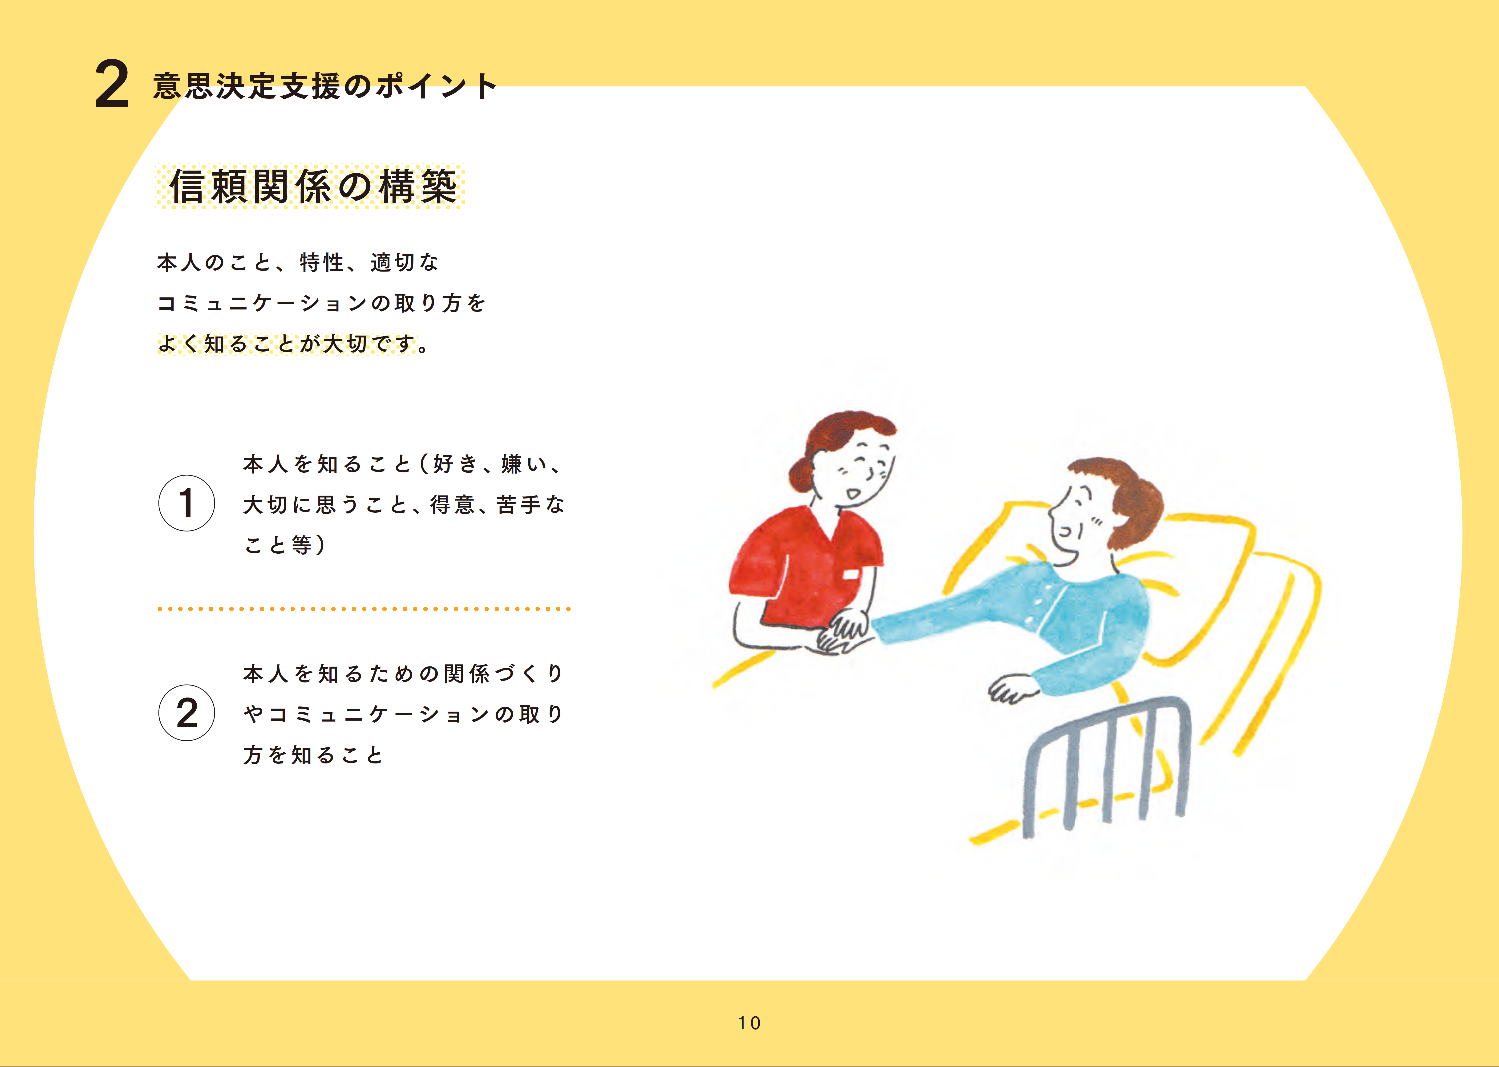 2 意思決定支援のポイント
信頼関係の構築
本人のこと、特性、適切な
コミュニケーションの取り方を
よく知ることが大切です。
1
本人を知ること(好き、嫌い、
大切に思うこと、得意、苦手な
こと等)
2
本人を知るための関係づくり
やコミュニケーションの取り
方を知ること
10